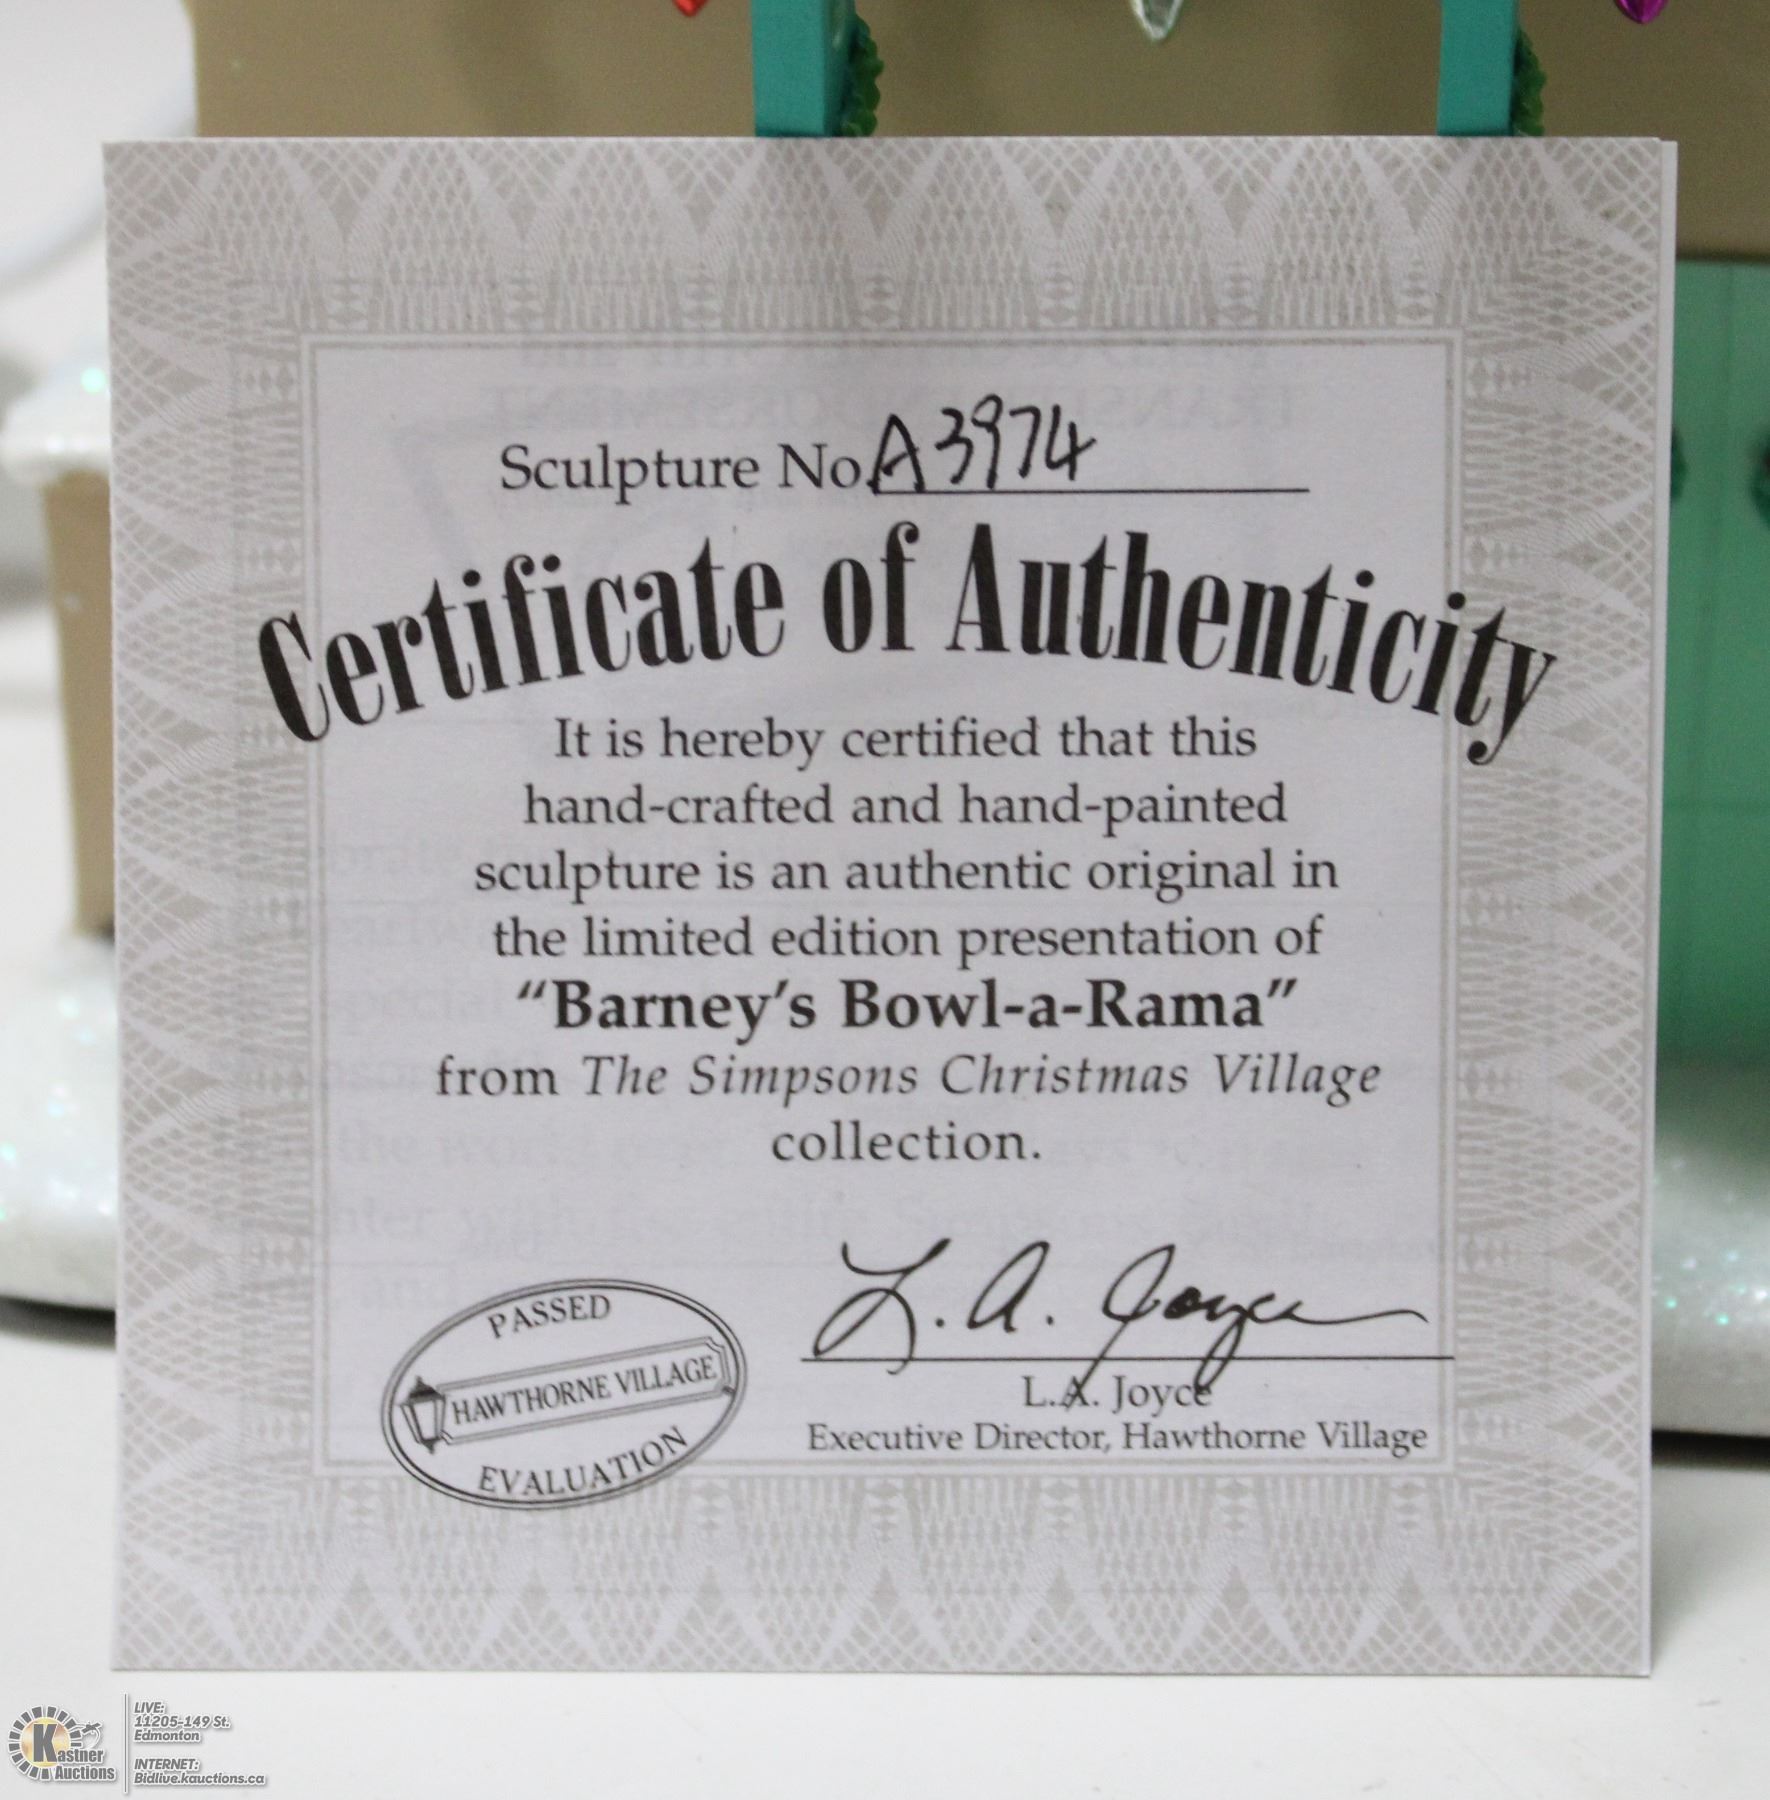 Sculpture No. A3974
Certificate of Authenticity
It is hereby certified that this
hand-crafted and hand-painted
sculpture is an authentic original in
the limited edition presentation of
“Barney’s Bowl-a-Rama”
from The Simpsons Christmas Village
collection.
PASSED
HAWTHORNE VILLAGE
EVALUATION
L. A. Joyce
L.A. Joyce
Executive Director, Hawthorne Village
Kastner
Auctions
LIVE:
11205-149 St.
Edmonton
INTERNET:
Bidlive.kauctions.ca